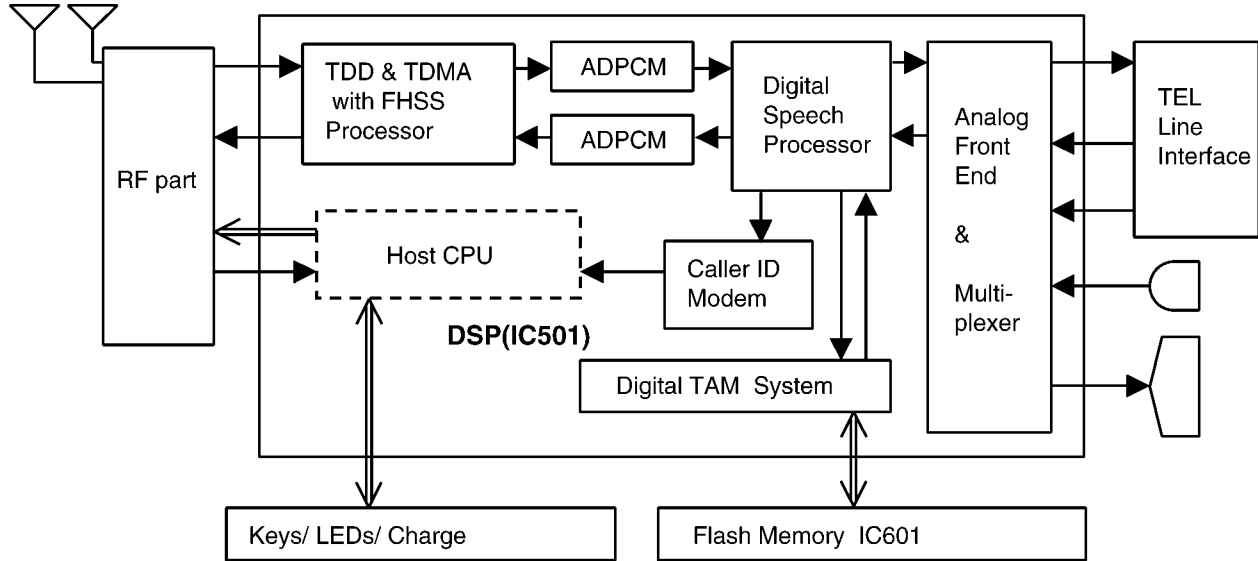 RF part
TDD & TDMA
with FHSS
Processor
ADPCM
ADPCM
Digital
Speech
Processor
Analog
Front
End
&
Multi-
plexer
TEL
Line
Interface
Host CPU
Caller ID
Modem
DSP(IC501)
Digital TAM System
Keys/ LEDs/ Charge
Flash Memory IC601